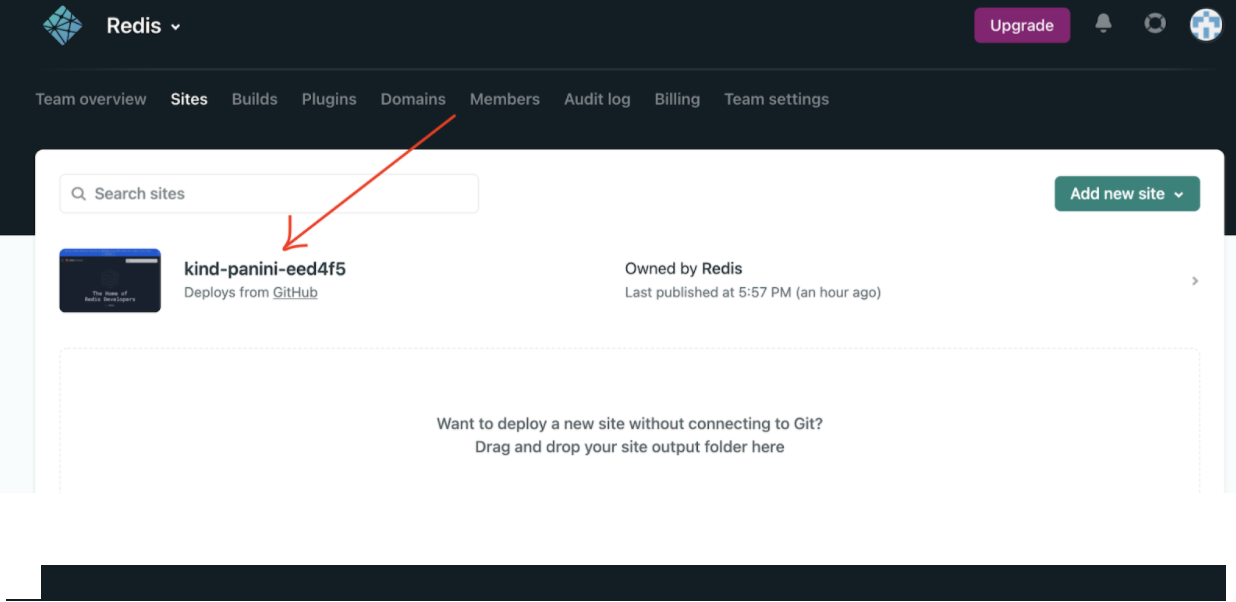 Redis
Upgrade
Team overview Sites Builds Plugins Domains Members Audit log Billing Team settings
Search sites
Add new site
kind-panini-eed4f5
Deploys from GitHub
Owned by Redis
Last published at 5:57 PM (an hour ago)
The Home of
Redis Developers
Want to deploy a new site without connecting to Git?
Drag and drop your site output folder here